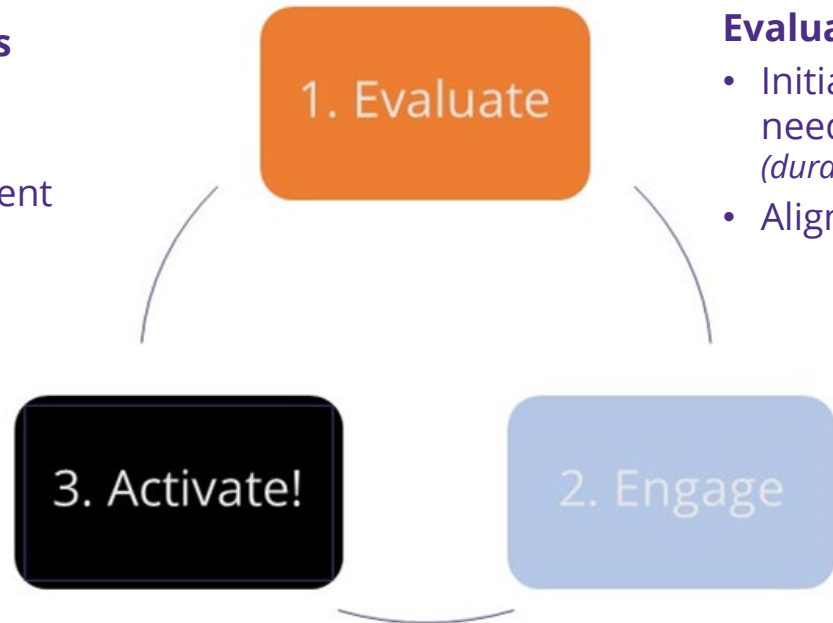 s
ent
1. Evaluate
Evalua
• Initia
need
(dura
• Align
3. Activate!
2. Engage